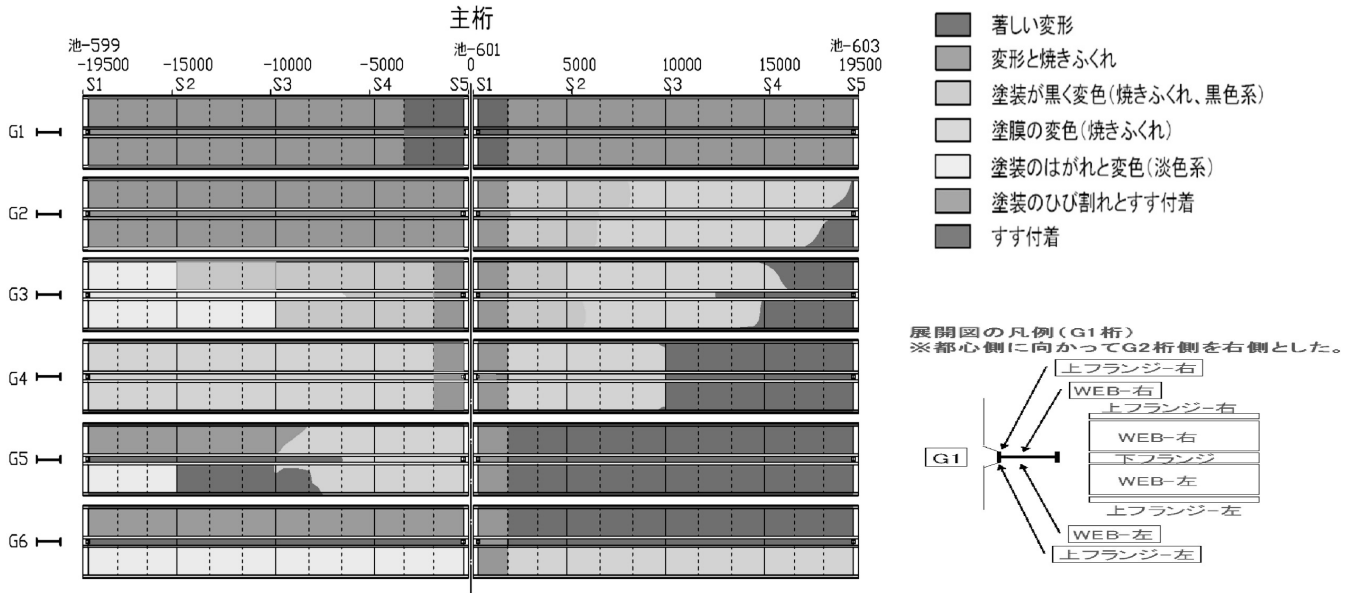 主桁
池-599
池-601
池-603
-19500 -15000 -10000 -5000 0 5000 10000 15000 19500
S1 S2 S3 S4 S5 S1 S2 S3 S4 S5
G1
G2
G3
G4
G5
G6
著しい変形
変形と焼きふくれ
塗装が黒く変色(焼きふくれ、黒色系)
塗膜の変色(焼きふくれ)
塗装のはがれと変色(淡色系)
塗装のひび割れとすす付着
すす付着
展開図の凡例(G1桁)
※都心側に向かってG2桁側を右側とした。
上フランジ-右
WEB-右
上フランジ-右
WEB-右
G1
下フランジ
WEB-左
上フランジ-左
WEB-左
上フランジ-左